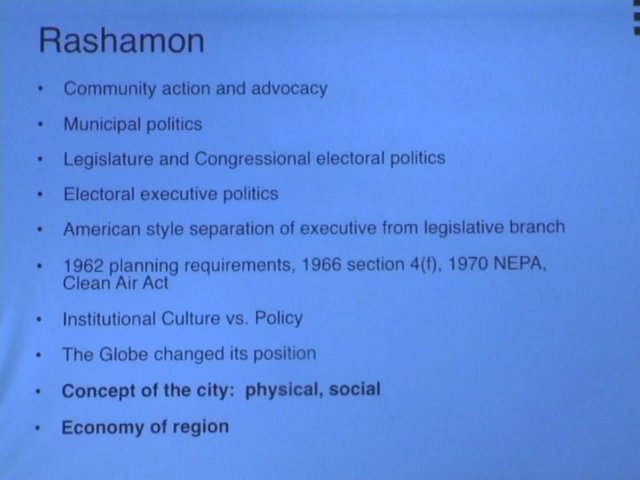 Rashamon
• Community action and advocacy
• Municipal politics
• Legislature and Congressional electoral politics
• Electoral executive politics
• American style separation of executive from legislative branch
• 1962 planning requirements, 1966 section 4(f), 1970 NEPA,
Clean Air Act
• Institutional Culture vs. Policy
• The Globe changed its position
• Concept of the city: physical, social
• Economy of region